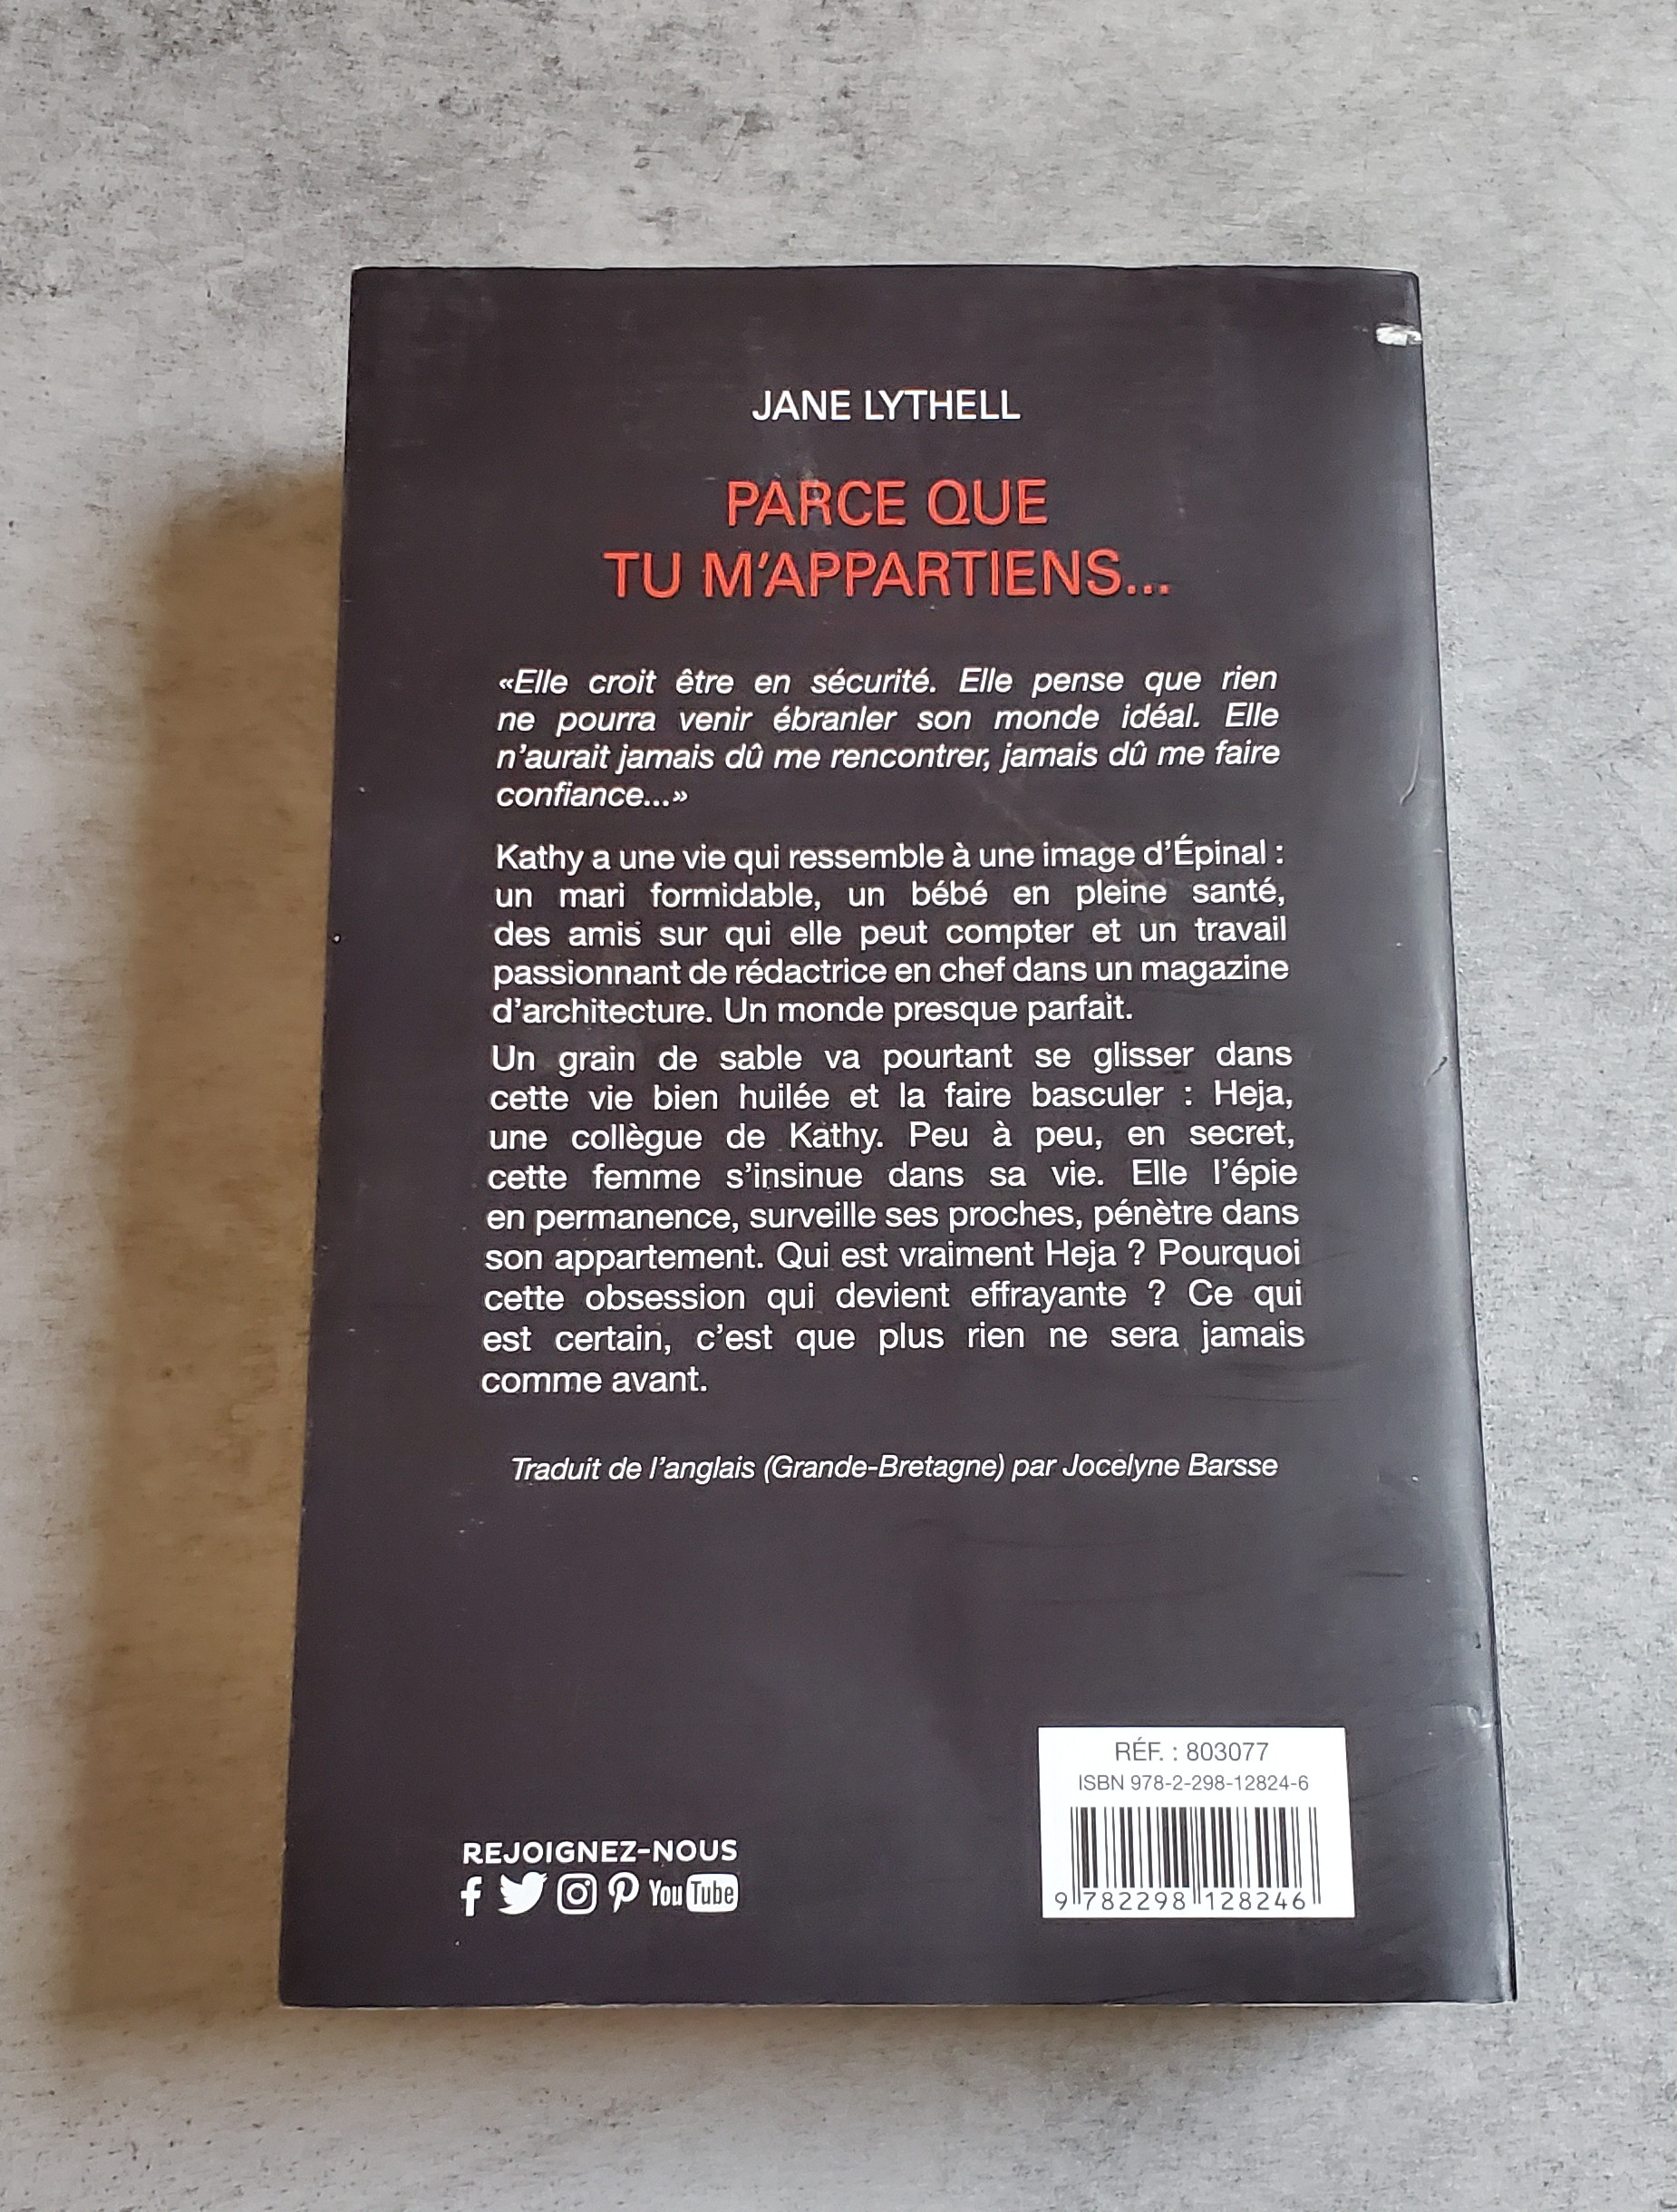 JANE LYTHELL
PARCE QUE
TU M'APPARTIENS...
«Elle croit être en sécurité. Elle pense que rien
ne pourra venir ébranler son monde idéal. Elle
n'aurait jamais dû me rencontrer, jamais dû me faire
confiance...»
Kathy a une vie qui ressemble à une image d'Épinal :
un mari formidable, un bébé en pleine santé,
des amis sur qui elle peut compter et un travail
passionnant de rédactrice en chef dans un magazine
d'architecture. Un monde presque parfait.
Un grain de sable va pourtant se glisser dans
cette vie bien huilée et la faire basculer : Heja,
une collègue de Kathy. Peu à peu, en secret,
cette femme s'insinue dans sa vie. Elle l'épie
en permanence, surveille ses proches, pénètre dans
son appartement. Qui est vraiment Heja ? Pourquoi
cette obsession qui devient effrayante ? Ce qui
est certain, c'est que plus rien ne sera jamais
comme avant.
Traduit de l'anglais (Grande-Bretagne) par Jocelyne Barsse
RÉF. : 803077
ISBN 978-2-298-12824-6
9 782298 128246
REJOIGNEZ-NOUS
You Tube